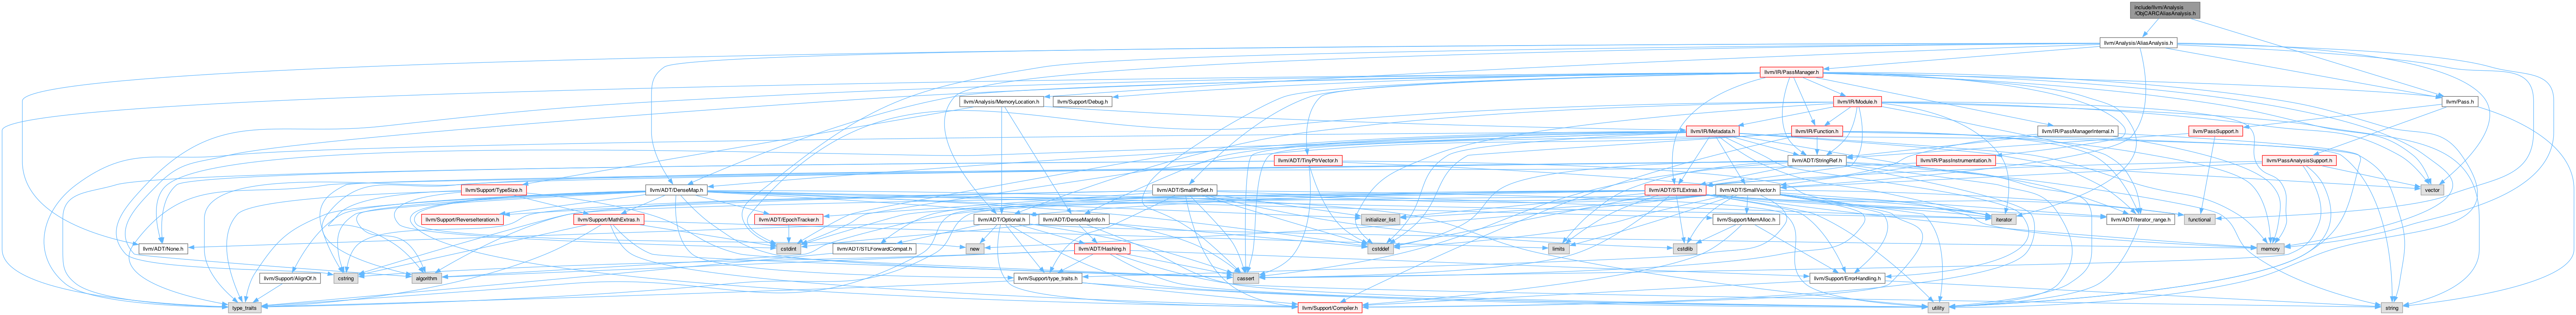 include/llvm/Analysis
/ObjCARCAliasAnalysis.h
llvm/Analysis/AliasAnalysis.h
llvm/IR/PassManager.h
llvm/Analysis/MemoryLocation.h
llvm/Support/Debug.h
llvm/IR/Module.h
llvm/Pass.h
llvm/IR/Metadata.h
llvm/IR/Function.h
llvm/IR/PassManagerInternal.h
llvm/PassSupport.h
llvm/ADT/TinyPtrVector.h
llvm/ADT/StringRef.h
llvm/IR/PassInstrumentation.h
llvm/PassAnalysisSupport.h
llvm/Support/TypeSize.h
llvm/ADT/DenseMap.h
llvm/ADT/SmallPtrSet.h
llvm/ADT/STLExtras.h
llvm/ADT/SmallVector.h
vector
llvm/Support/ReverseIteration.h
llvm/Support/MathExtras.h
llvm/ADT/EpochTracker.h
llvm/ADT/Optional.h
llvm/ADT/DenseMapInfo.h
initializer_list
llvm/Support/MemAlloc.h
iterator
llvm/ADT/iterator_range.h
functional
llvm/ADT/None.h
cstdint
llvm/ADT/STLForwardCompat.h
new
llvm/ADT/Hashing.h
cstddef
limits
cstdlib
memory
llvm/Support/AlignOf.h
cstring
algorithm
llvm/Support/type_traits.h
cassert
llvm/Support/ErrorHandling.h
type_traits
llvm/Support/Compiler.h
utility
string